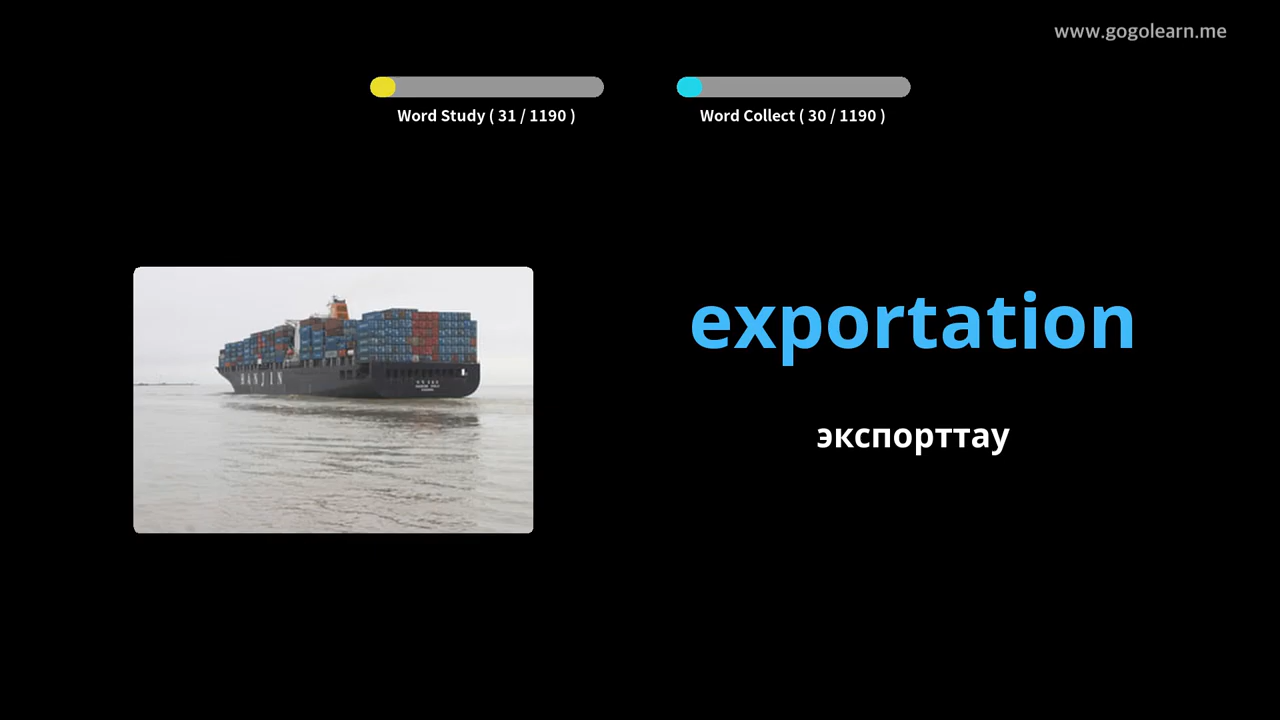 www.gogolearn.me
Word Study ( 31 / 1190 )
Word Collect ( 30 / 1190 )
exportation
экспорттау
HANJIN